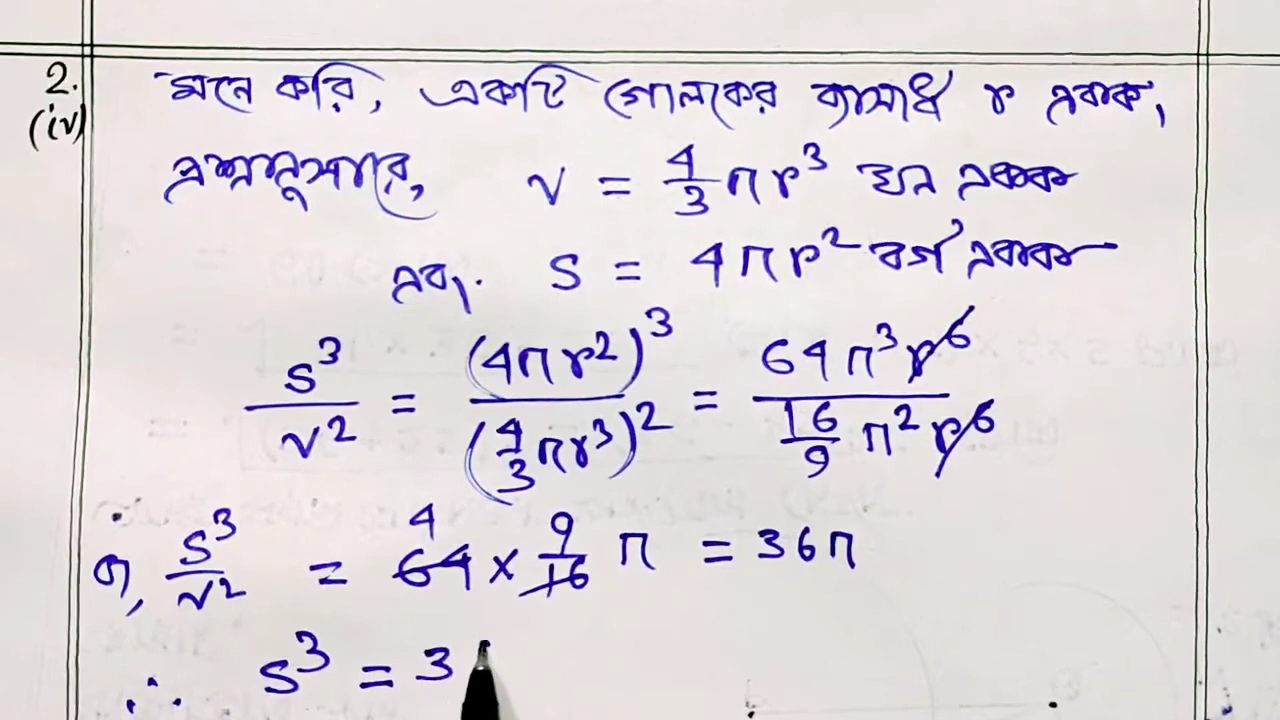 2. মনে করি, একটি গোলকের ব্যাসার্ধ r একক,
(iv)
প্রশ্নানুসারে, v = 4/3 πr³ ঘন একক
এবং S = 4πr² বর্গ একক
S³/v² = (4πr²)³/(4/3 πr³)² = 64π³r⁶/(16/9 π²r⁶)
বা, S³/v² = 64 4 × 9/16 π = 36π
∴ S³ = 3